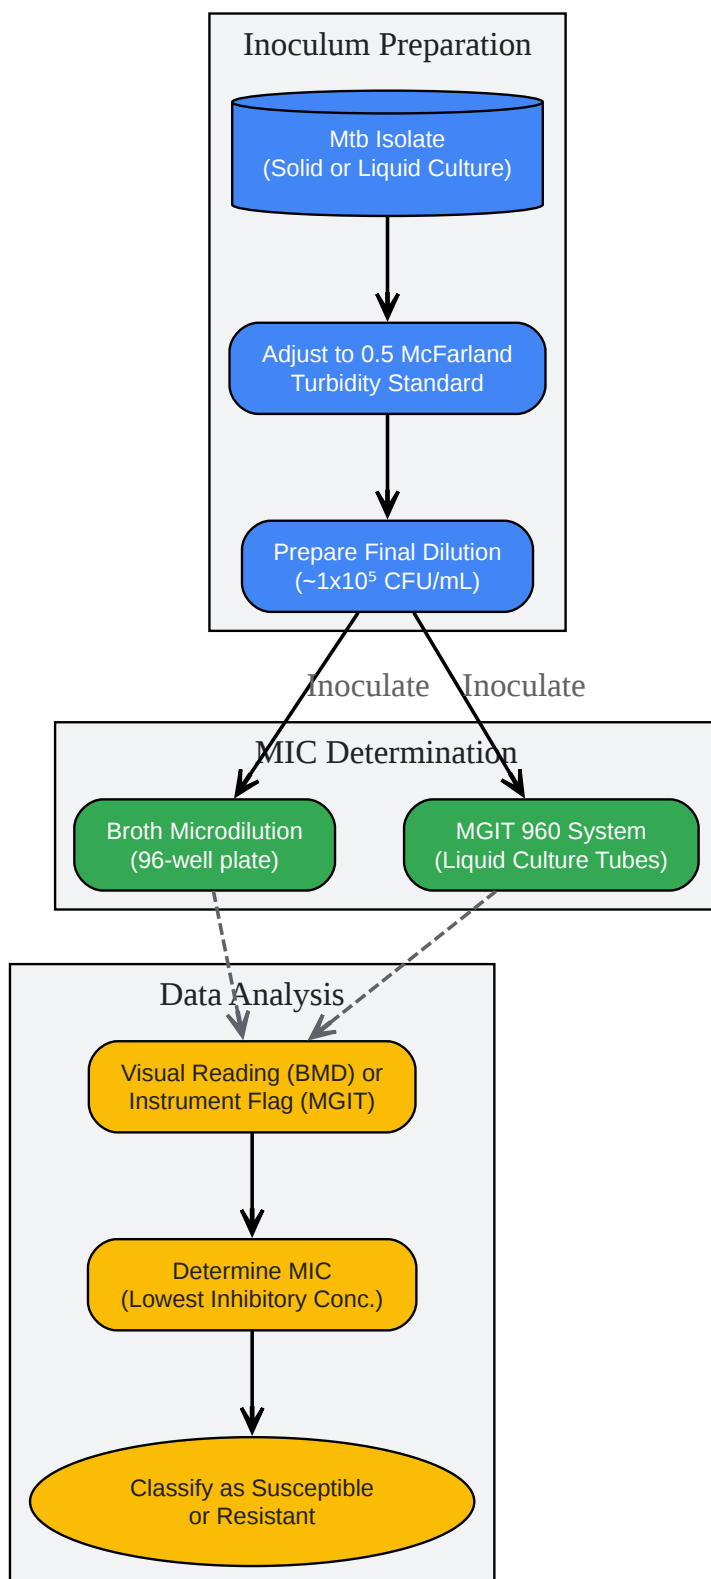 Inoculum Preparation
Mtb Isolate
(Solid or Liquid Culture)
Adjust to 0.5 McFarland
Turbidity Standard
Prepare Final Dilution
(~1x10⁵ CFU/mL)
Inoculate
Inoculate
MIC Determination
Broth Microdilution
(96-well plate)
MGIT 960 System
(Liquid Culture Tubes)
Data Analysis
Visual Reading (BMD) or
Instrument Flag (MGIT)
Determine MIC
(Lowest Inhibitory Conc.)
Classify as Susceptible
or Resistant